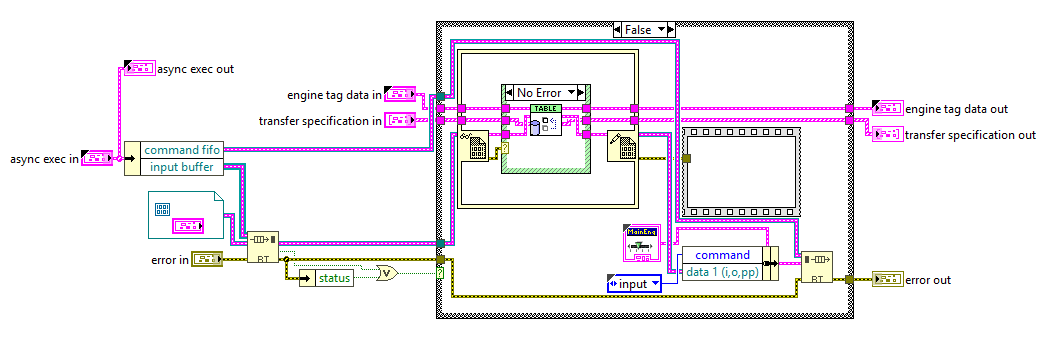 False
async exec out
engine tag data in
No Error
TABLE
engine tag data out
transfer specification in
transfer specification out
command fifo
async exec in
input buffer
MainEng
error in
BT
status
V
?
?
command
data 1 (i,o,pp)
input
BT
error out